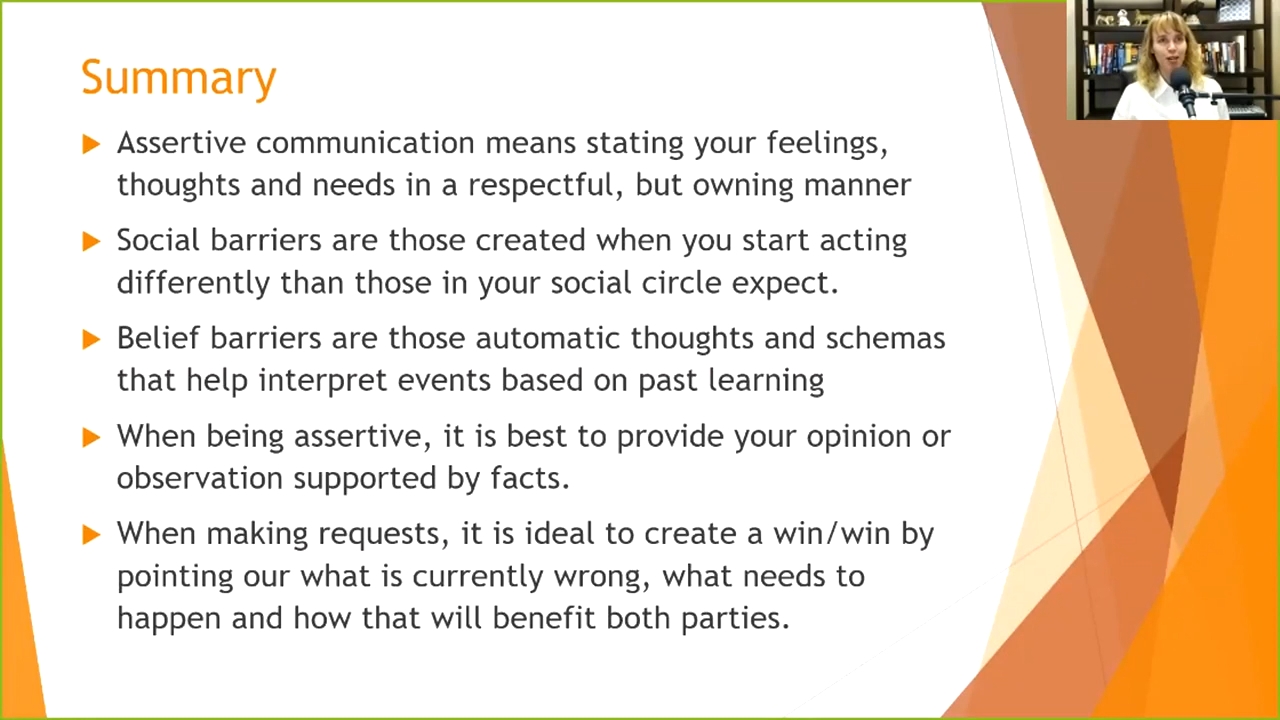 Summary
Assertive communication means stating your feelings,
thoughts and needs in a respectful, but owning manner
Social barriers are those created when you start acting
differently than those in your social circle expect.
Belief barriers are those automatic thoughts and schemas
that help interpret events based on past learning
When being assertive, it is best to provide your opinion or
observation supported by facts.
When making requests, it is ideal to create a win/win by
pointing our what is currently wrong, what needs to
happen and how that will benefit both parties.